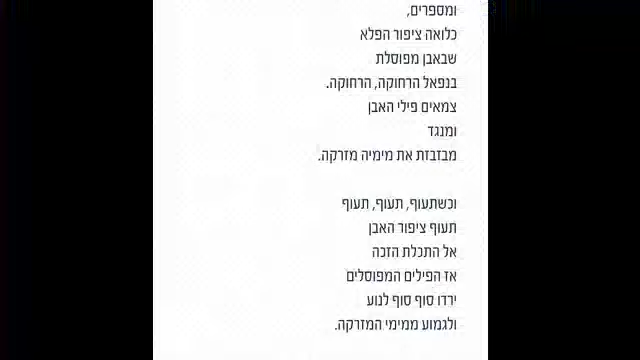 ומספרים,
כלואה ציפור הפלא
שבאבן מפוסלת
בנפאל הרחוקה, הרחוקה.
צמאים פילי האבן
ומנגד
מבזבזת את מימיה מזרקה.
וכשתעוף, תעוף, תעוף
תעוף ציפור האבן
אל התכלת הזכה
אז הפילים המפוסלים
ירדו סוף סוף לנוע
ולגמוע ממימי המזרקה.